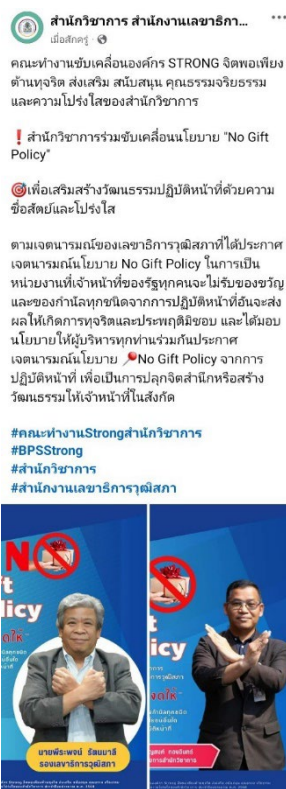 สำนักวิชาการ สำนักงานเลขาธิกา...
เมื่อสักครู่
คณะทำงานขับเคลื่อนองค์กร STRONG จิตพอเพียง
ต้านทุจริต ส่งเสริม สนับสนุน คุณธรรมจริยธรรม
และความโปร่งใสของสำนักวิชาการ
❗สำนักวิชาการร่วมขับเคลื่อนนโยบาย "No Gift
Policy"
🎯เพื่อเสริมสร้างวัฒนธรรมปฏิบัติหน้าที่ด้วยความ
ซื่อสัตย์และโปร่งใส
ตามเจตนารมณ์ของเลขาธิการวุฒิสภาที่ได้ประกาศ
เจตนารมณ์นโยบาย No Gift Policy ในการเป็น
หน่วยงานที่เจ้าหน้าที่ของรัฐทุกคนจะไม่รับของขวัญ
และของกำนัลทุกชนิดจากการปฏิบัติหน้าที่อันจะส่ง
ผลให้เกิดการทุจริตและประพฤติมิชอบ และได้มอบ
นโยบายให้ผู้บริหารทุกท่านร่วมกันประกาศ
เจตนารมณ์นโยบาย 📌No Gift Policy จากการ
ปฏิบัติหน้าที่ เพื่อเป็นการปลุกจิตสำนึกหรือสร้าง
วัฒนธรรมให้เจ้าหน้าที่ในสังกัด
#คณะทำงานStrongสำนักวิชาการ
#BPSStrong
#สำนักวิชาการ
#สำนักงานเลขาธิการวุฒิสภา
N
ft
licy
นายพีระพจน์ รัตนมาลี
รองเลขาธิการวุฒิสภา
icy